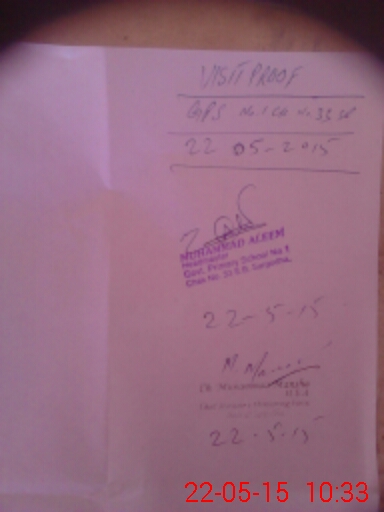 VISIT PROOF
GPS No 1 Ch No 33 SB
22 05-2015
MUHAMMAD ALEEM
Headmaster
Govt. Primary School No 1
Chak No. 33 S.B. Sargodha.
22-5-15
22-5-15
22-05-15 10:33